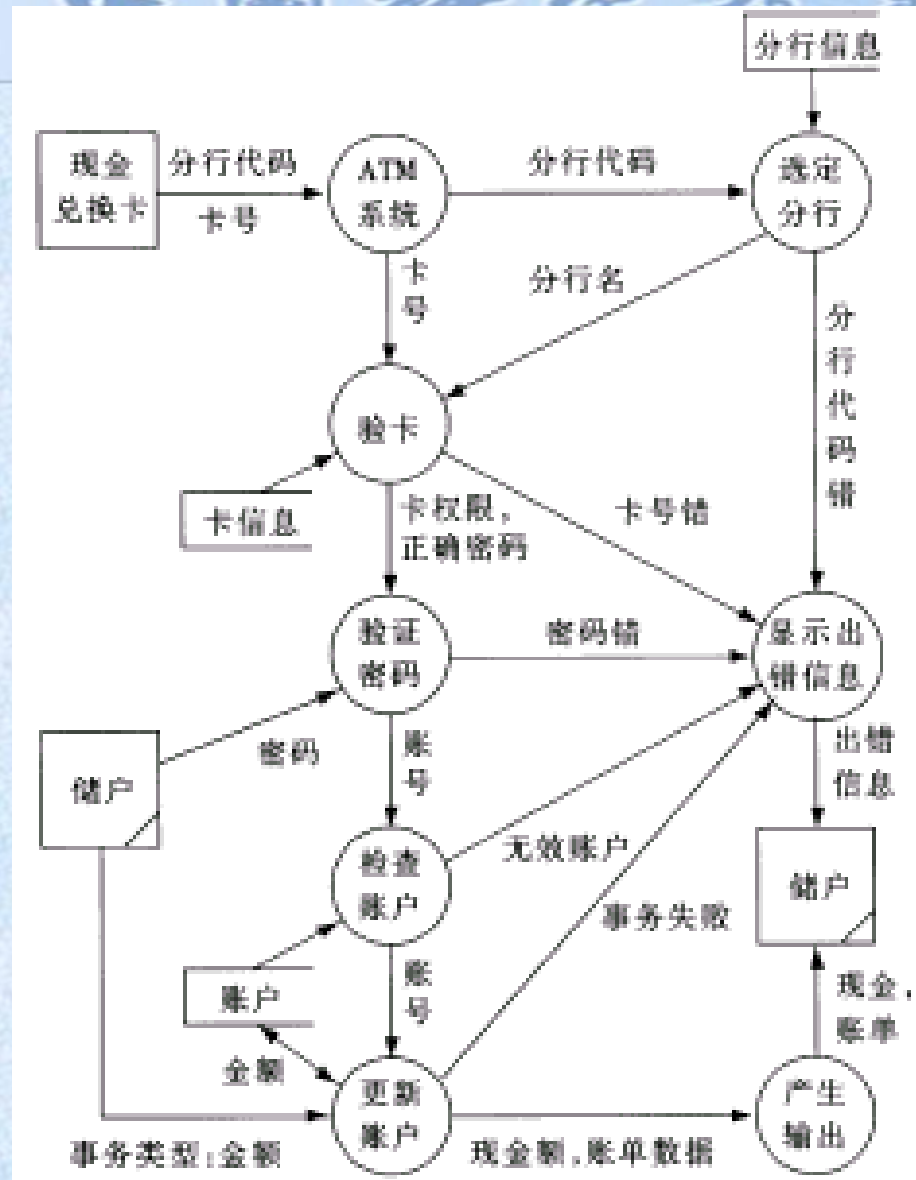 分行信息
现金
兑换卡
分行代码
卡号
ATM
系统
分行代码
选定
分行
卡
号
分行名
分
行
代
码
错
验卡
卡信息
卡权限，
正确密码
卡号错
验证
密码
密码错
显示出
错信息
储户
密码
账
号
出错
信息
检查
账户
无效账户
储户
事务失败
账户
账
号
现金，
账单
金额
更新
账户
产生
输出
事务类型；金额
现金额，账单数据